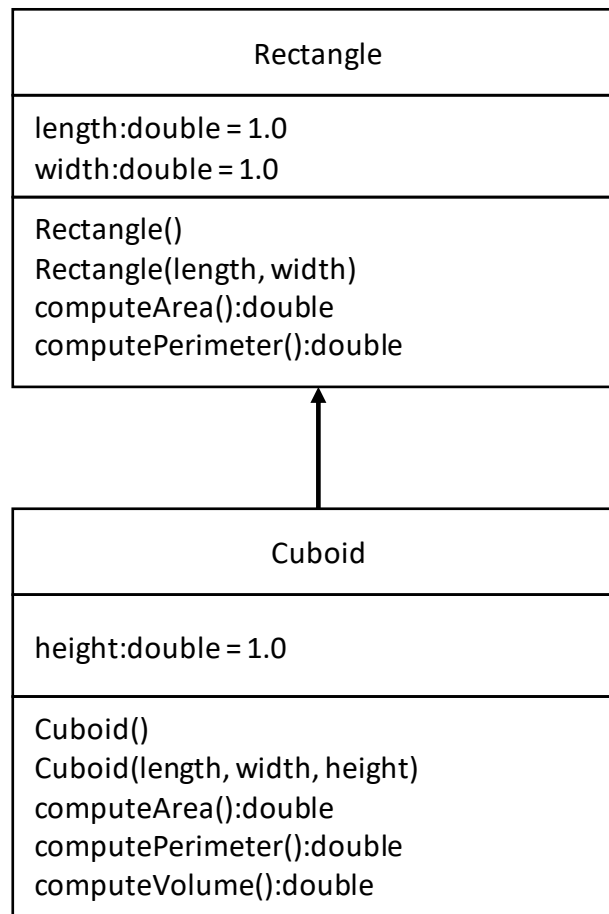 Rectangle
length:double = 1.0
width:double = 1.0
Rectangle()
Rectangle(length, width)
computeArea():double
computePerimeter():double
Cuboid
height:double = 1.0
Cuboid()
Cuboid(length, width, height)
computeArea():double
computePerimeter():double
computeVolume():double